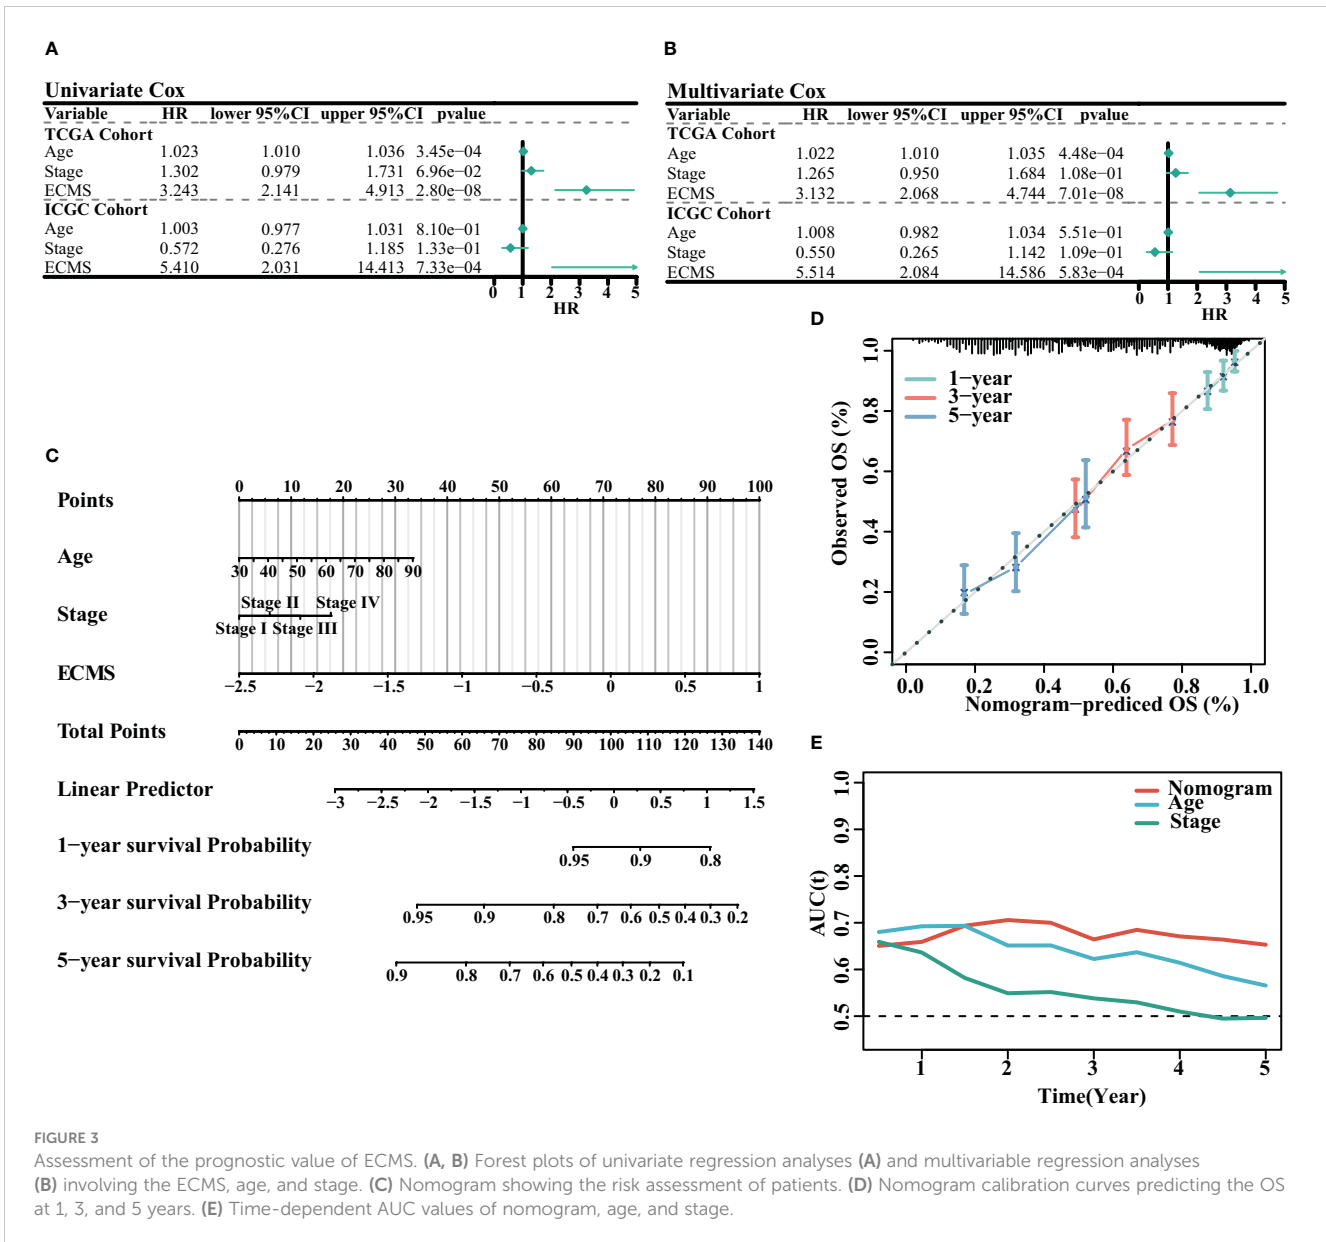 A
Univariate Cox
Variable HR lower 95%CI upper 95%CI pvalue
TCGA Cohort
Age 1.023 1.010 1.036 3.45e−04
Stage 1.302 0.979 1.731 6.96e−02
ECMS 3.243 2.141 4.913 2.80e−08
ICGC Cohort
Age 1.003 0.977 1.031 8.10e−01
Stage 0.572 0.276 1.185 1.33e−01
ECMS 5.410 2.031 14.413 7.33e−04
0 1 2 3 4 5
HR
B
Multivariate Cox
Variable HR lower 95%CI upper 95%CI pvalue
TCGA Cohort
Age 1.022 1.010 1.035 4.48e−04
Stage 1.265 0.950 1.684 1.08e−01
ECMS 3.132 2.068 4.744 7.01e−08
ICGC Cohort
Age 1.008 0.982 1.034 5.51e−01
Stage 0.550 0.265 1.142 1.09e−01
ECMS 5.514 2.084 14.586 5.83e−04
0 1 2 3 4 5
HR
C
Points 0 10 20 30 40 50 60 70 80 90 100
Age
30 40 50 60 70 80 90
Stage II Stage IV
Stage
Stage I Stage III
ECMS
−2.5 −2 −1.5 −1 −0.5 0 0.5 1
Total Points
0 10 20 30 40 50 60 70 80 90 100 110 120 130 140
Linear Predictor
−3 −2.5 −2 −1.5 −1 −0.5 0 0.5 1 1.5
1−year survival Probability
0.95 0.9 0.8
3−year survival Probability
0.95 0.9 0.8 0.7 0.6 0.5 0.4 0.3 0.2
5−year survival Probability
0.9 0.8 0.7 0.6 0.5 0.4 0.3 0.2 0.1
D
1−year
3−year
5−year
Observed OS (%)
0.0 0.2 0.4 0.6 0.8 1.0
0.0 0.2 0.4 0.6 0.8 1.0
Nomogram−prediced OS (%)
E
Nomogram
Age
Stage
AUC(t)
0.5 0.6 0.7 0.8 0.9 1.0
1 2 3 4 5
Time(Year)
FIGURE 3
Assessment of the prognostic value of ECMS. (A, B) Forest plots of univariate regression analyses (A) and multivariable regression analyses
(B) involving the ECMS, age, and stage. (C) Nomogram showing the risk assessment of patients. (D) Nomogram calibration curves predicting the OS
at 1, 3, and 5 years. (E) Time-dependent AUC values of nomogram, age, and stage.